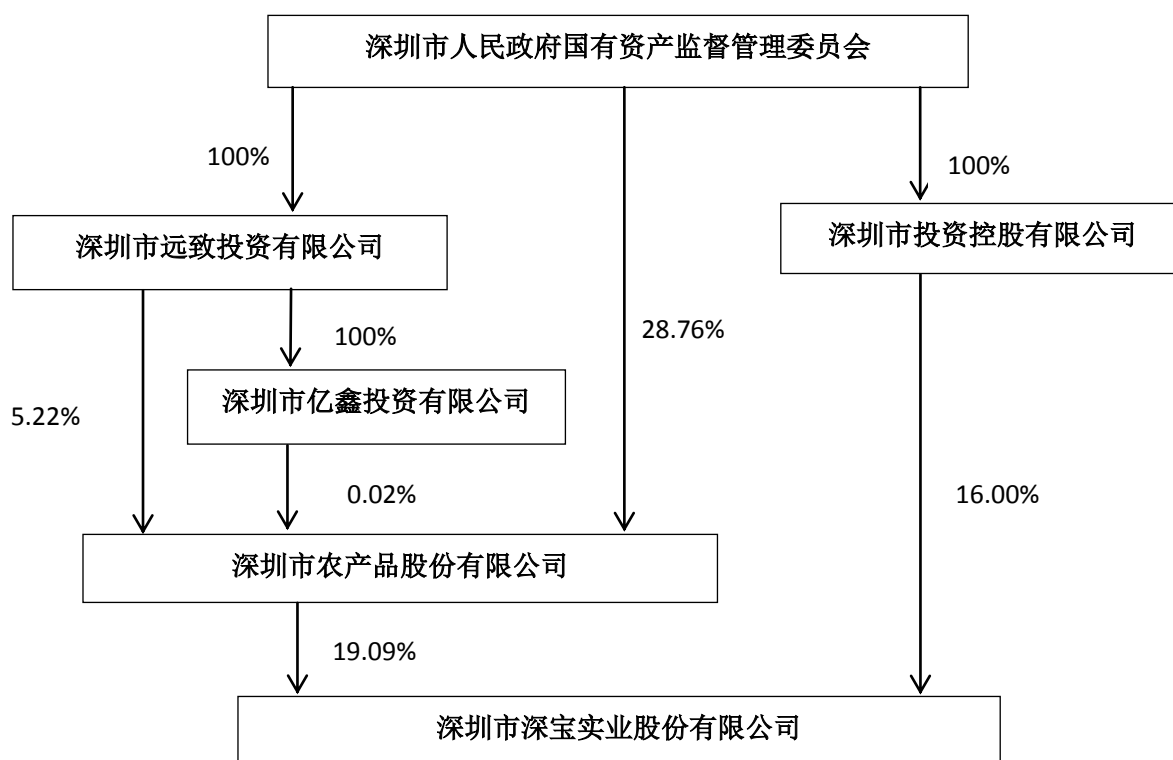 深圳市人民政府国有资产监督管理委员会
100%
100%
深圳市远致投资有限公司
深圳市投资控股有限公司
100%
28.76%
深圳市亿鑫投资有限公司
5.22%
0.02%
16.00%
深圳市农产品股份有限公司
19.09%
深圳市深宝实业股份有限公司